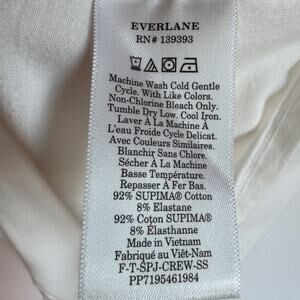 EVERLANE
RN# 139393
Machine Wash Cold Gentle
Cycle. With Like Colors.
Non-Chlorine Bleach Only.
Tumble Dry Low. Cool Iron.
Laver À La Machine À
L'eau Froide Cycle Delicat.
Avec Couleurs Similaires.
Blanchir Sans Chlore.
Sécher À La Machine
Basse Température.
Repasser À Fer Bas.
92% SUPIMA® Cotton
8% Elastane
92% Coton SUPIMA®
8% Élasthanne
Made in Vietnam
Fabriqué au Việt-Nam
F-T-SPJ-CREW-SS
PP7195461984